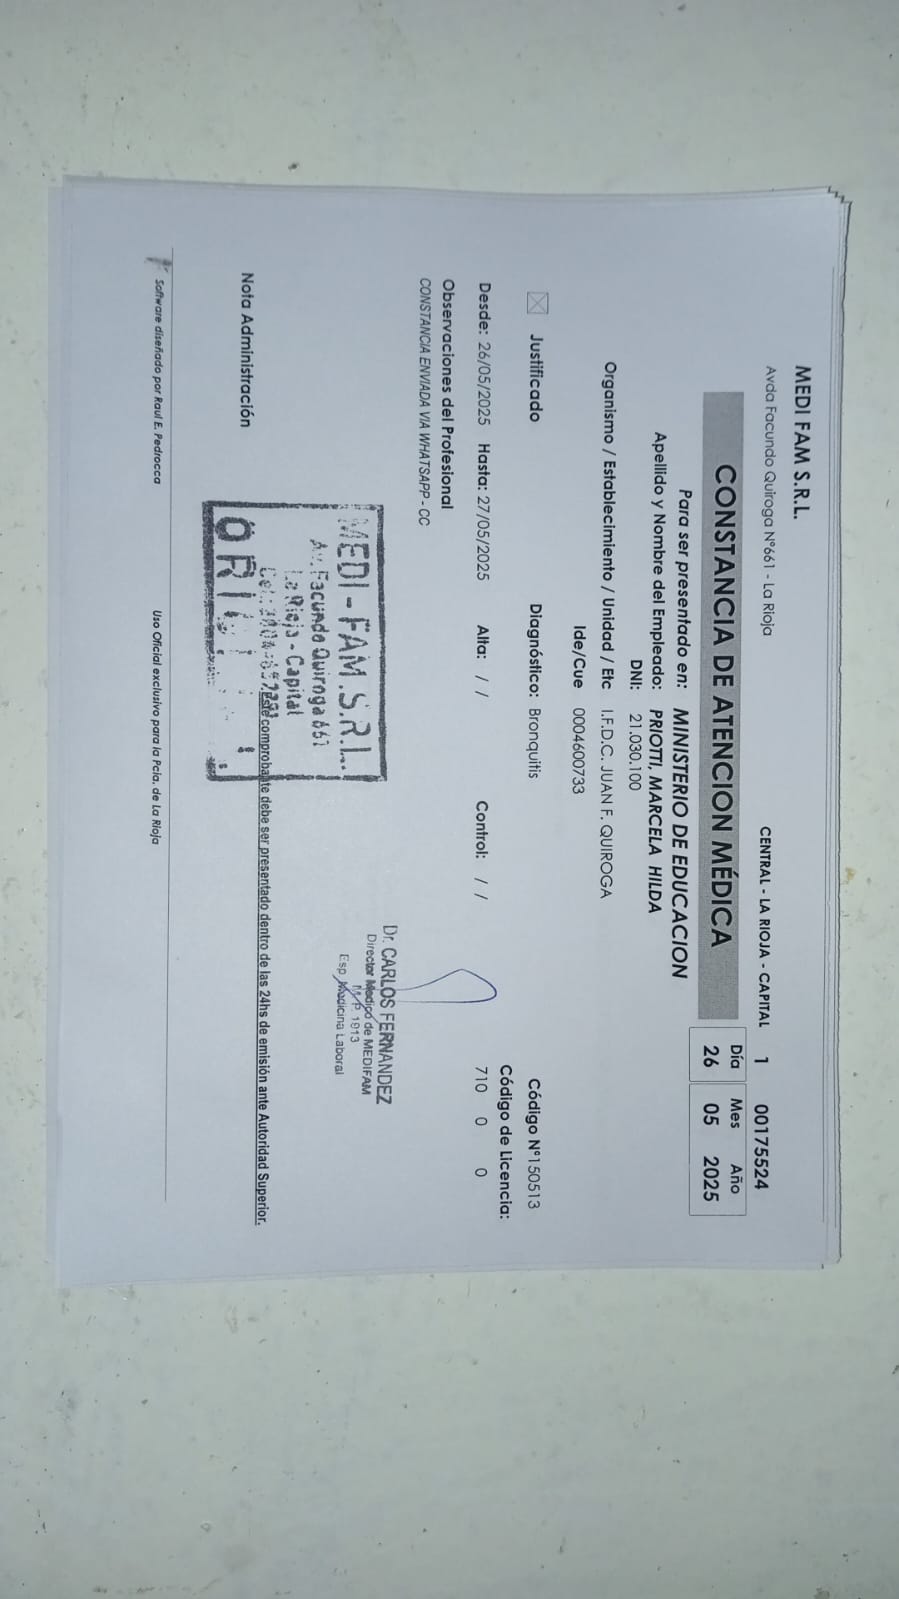 MEDI FAM S.R.L.
Avda Facundo Quiroga N°661 - La Rioja
CENTRAL - LA RIOJA - CAPITAL 1 00175524
CONSTANCIA DE ATENCION MÉDICA
Día Mes Año
26 05 2025
Para ser presentado en: MINISTERIO DE EDUCACION
Apellido y Nombre del Empleado: PRIOTTI, MARCELA HILDA
DNI: 21.030.100
Organismo / Establecimiento / Unidad / Etc I.F.D.C. JUAN F. QUIROGA
Ide/Cue 0004600733
Justificado Diagnóstico: Bronquitis Código N°150513
Código de Licencia:
Desde: 26/05/2025 Hasta: 27/05/2025 Alta: / / Control: / / 710 0 0
Observaciones del Profesional
CONSTANCIA ENVIADA VIA WHATSAPP - CC
MEDI - FAM.S.R.L.
Av. Facundo Quiroga 661
La Rioja - Capital
Dr. CARLOS FERNANDEZ
Director Medico de MEDIFAM
M.P. 1913
Esp Medicina Laboral
Este comprobante debe ser presentado dentro de las 24hs de emisión ante Autoridad Superior.
Nota Administración
Software diseñado por Raul E. Pedrocca
Uso Oficial exclusivo para la Pcia. de La Rioja